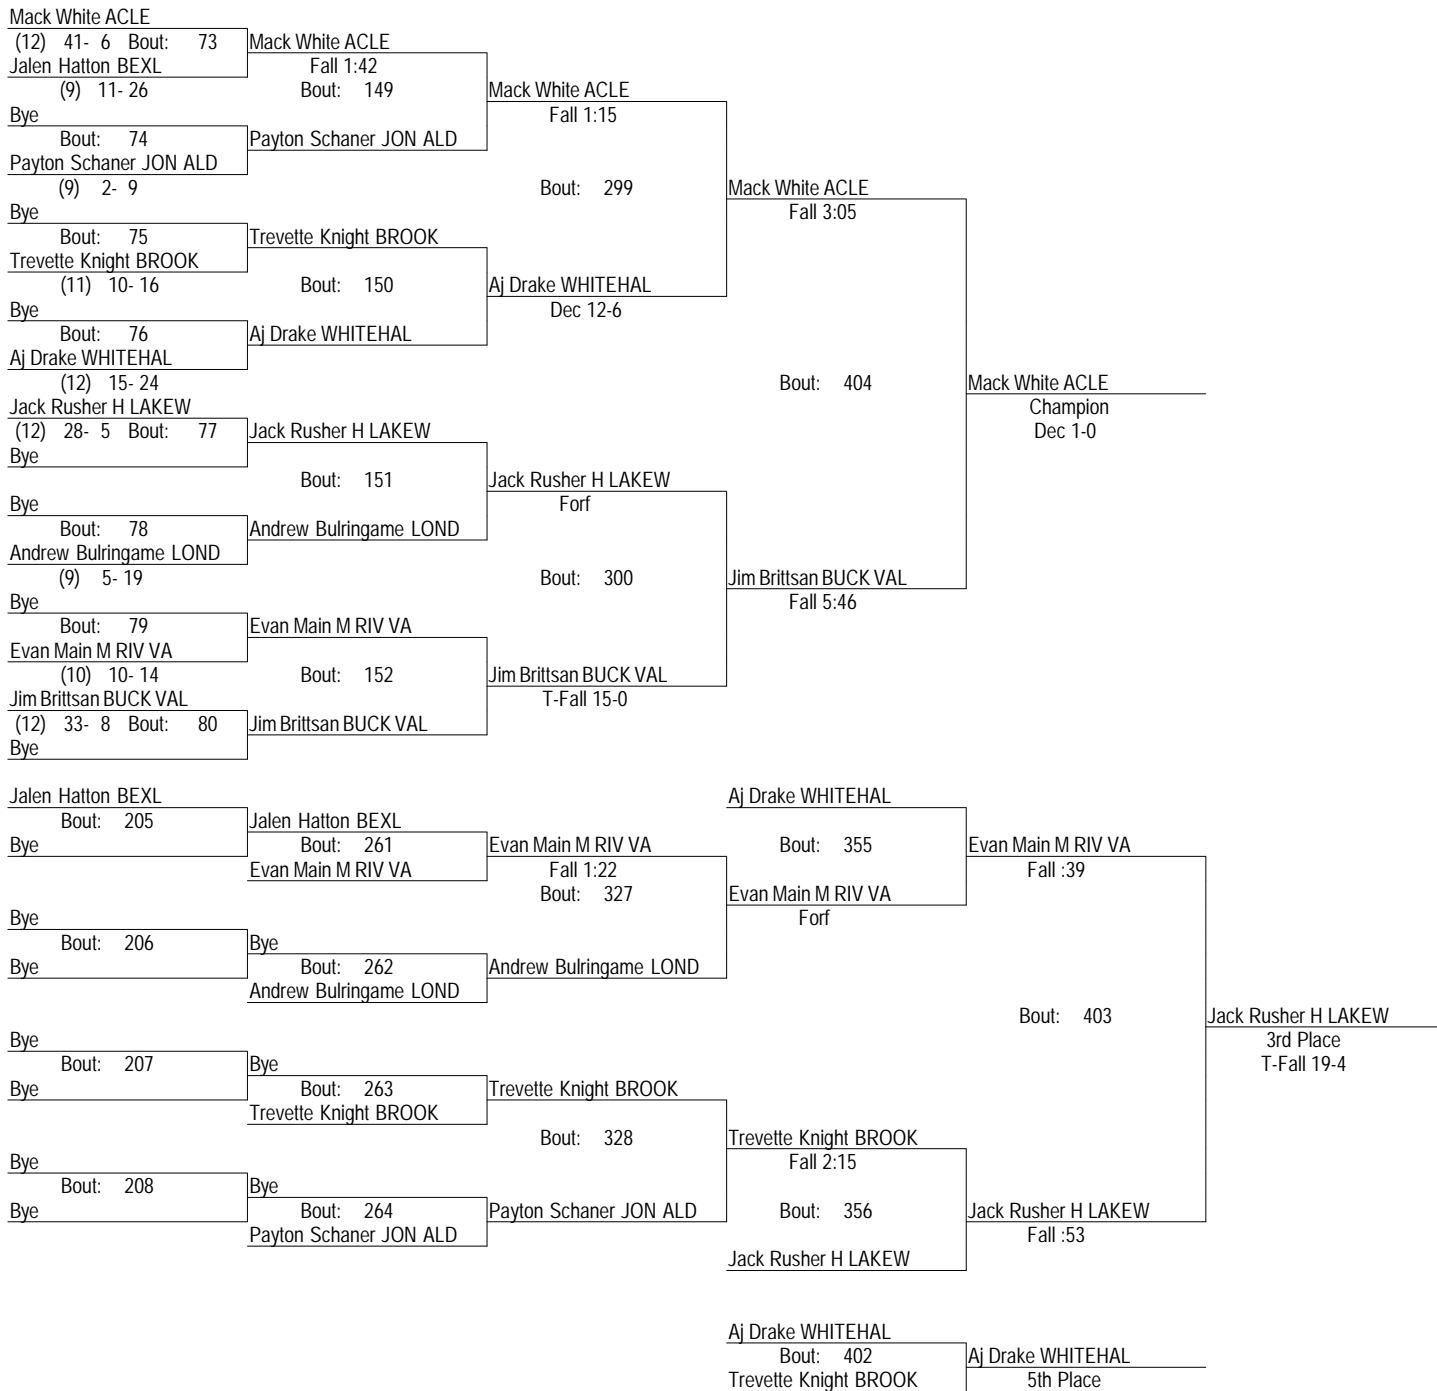 Mack White ACLE
(12) 41- 6 Bout: 73 Mack White ACLE
Jalen Hatton BEXL Fall 1:42
(9) 11- 26 Bout: 149 Mack White ACLE
Bye Fall 1:15
Bout: 74 Payton Schaner JON ALD
Payton Schaner JON ALD
(9) 2- 9 Bout: 299 Mack White ACLE
Bye Fall 3:05
Bout: 75 Trevette Knight BROOK
Trevette Knight BROOK
(11) 10- 16 Bout: 150 Aj Drake WHITEHAL
Bye Dec 12-6
Bout: 76 Aj Drake WHITEHAL
Aj Drake WHITEHAL
(12) 15- 24 Bout: 404 Mack White ACLE
Jack Rusher H LAKEW Champion
(12) 28- 5 Bout: 77 Jack Rusher H LAKEW Dec 1-0
Bye
Bout: 151 Jack Rusher H LAKEW
Bye Forf
Bout: 78 Andrew Bulringame LOND
Andrew Bulringame LOND
(9) 5- 19 Bout: 300 Jim Brittsan BUCK VAL
Bye Fall 5:46
Bout: 79 Evan Main M RIV VA
Evan Main M RIV VA
(10) 10- 14 Bout: 152 Jim Brittsan BUCK VAL
Jim Brittsan BUCK VAL T-Fall 15-0
(12) 33- 8 Bout: 80 Jim Brittsan BUCK VAL
Bye
Jalen Hatton BEXL Aj Drake WHITEHAL
Bout: 205 Jalen Hatton BEXL
Bye Bout: 261 Evan Main M RIV VA Bout: 355 Evan Main M RIV VA
Evan Main M RIV VA Fall 1:22 Fall :39
Bout: 327 Evan Main M RIV VA
Bye Forf
Bout: 206 Bye
Bye Bout: 262 Andrew Bulringame LOND
Andrew Bulringame LOND
Bout: 403 Jack Rusher H LAKEW
Bye 3rd Place
Bout: 207 Bye T-Fall 19-4
Bye Bout: 263 Trevette Knight BROOK
Trevette Knight BROOK
Bout: 328 Trevette Knight BROOK
Bye Fall 2:15
Bout: 208 Bye
Bye Bout: 264 Payton Schaner JON ALD Bout: 356 Jack Rusher H LAKEW
Payton Schaner JON ALD Fall :53
Jack Rusher H LAKEW
Aj Drake WHITEHAL
Bout: 402 Aj Drake WHITEHAL
Trevette Knight BROOK 5th Place